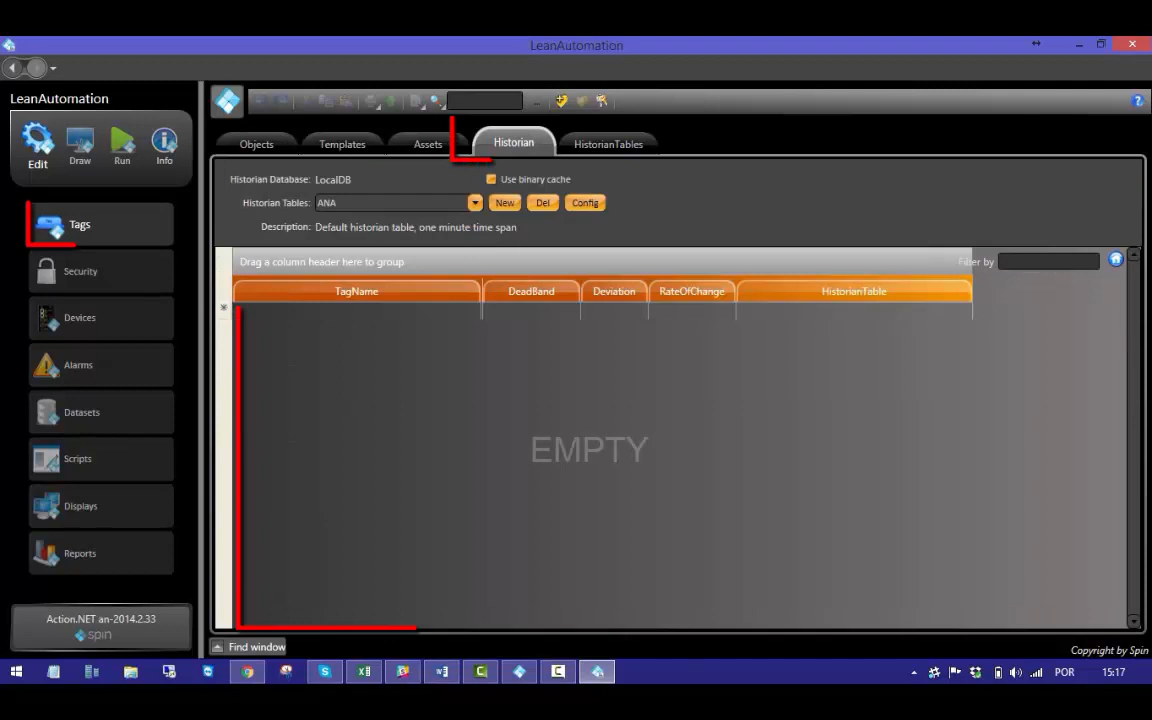 LeanAutomation
LeanAutomation
Edit
Draw
Run
Info
Objects
Templates
Assets
Historian
HistorianTables
Tags
Security
Devices
Alarms
Datasets
Scripts
Displays
Reports
Historian Database: LocalDB
Use binary cache
Historian Tables: ANA
New
Del
Config
Description: Default historian table, one minute time span
Drag a column header here to group
Filter by
TagName
DeadBand
Deviation
RateOfChange
HistorianTable
EMPTY
Action.NET an-2014.2.33
spin
Find window
Copyright by Spin
POR
15:17